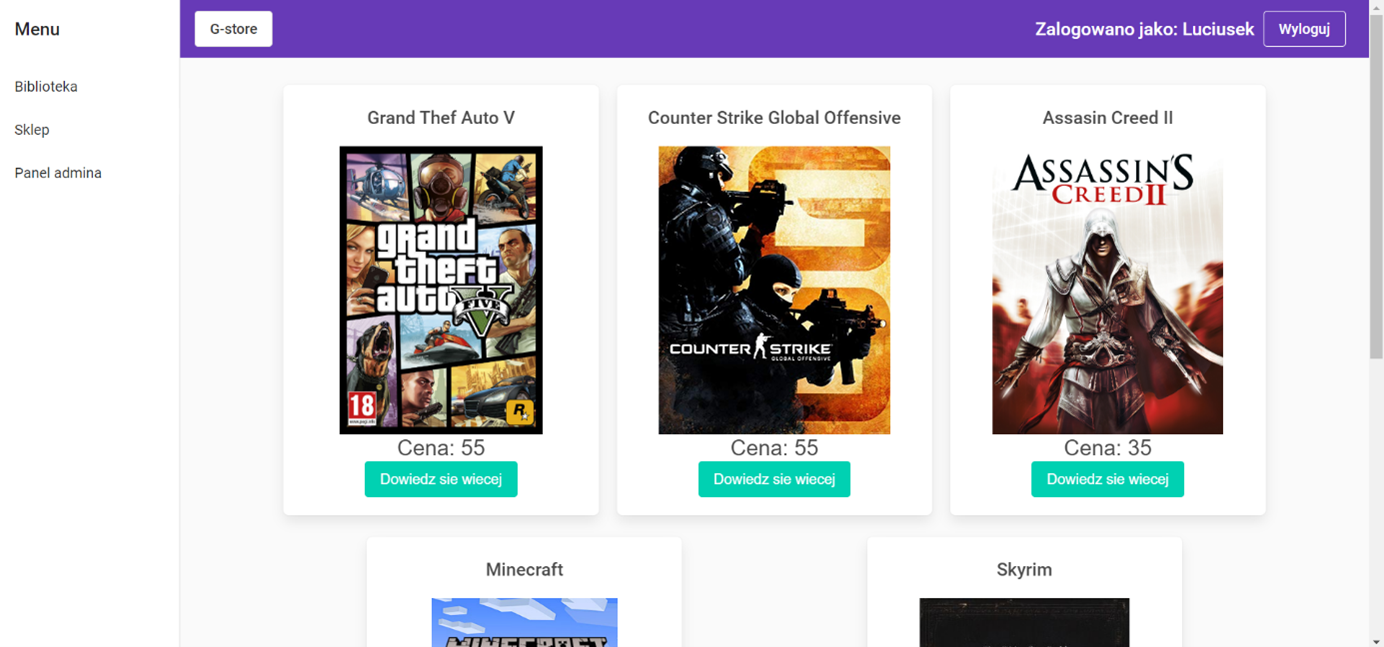 Menu
G-store
Zalogowano jako: Luciusek
Wyloguj
Biblioteka
Sklep
Panel admina
Grand Thef Auto V
Counter Strike Global Offensive
Assasin Creed II
grand
theft
auto
FIVE
V
18
R
COUNTER STRIKE
GLOBAL OFFENSIVE
ASSASSIN'S
CREED II
Cena: 55
Cena: 55
Cena: 35
Dowiedz sie wiecej
Dowiedz sie wiecej
Dowiedz sie wiecej
Minecraft
Skyrim
MINECRAFT